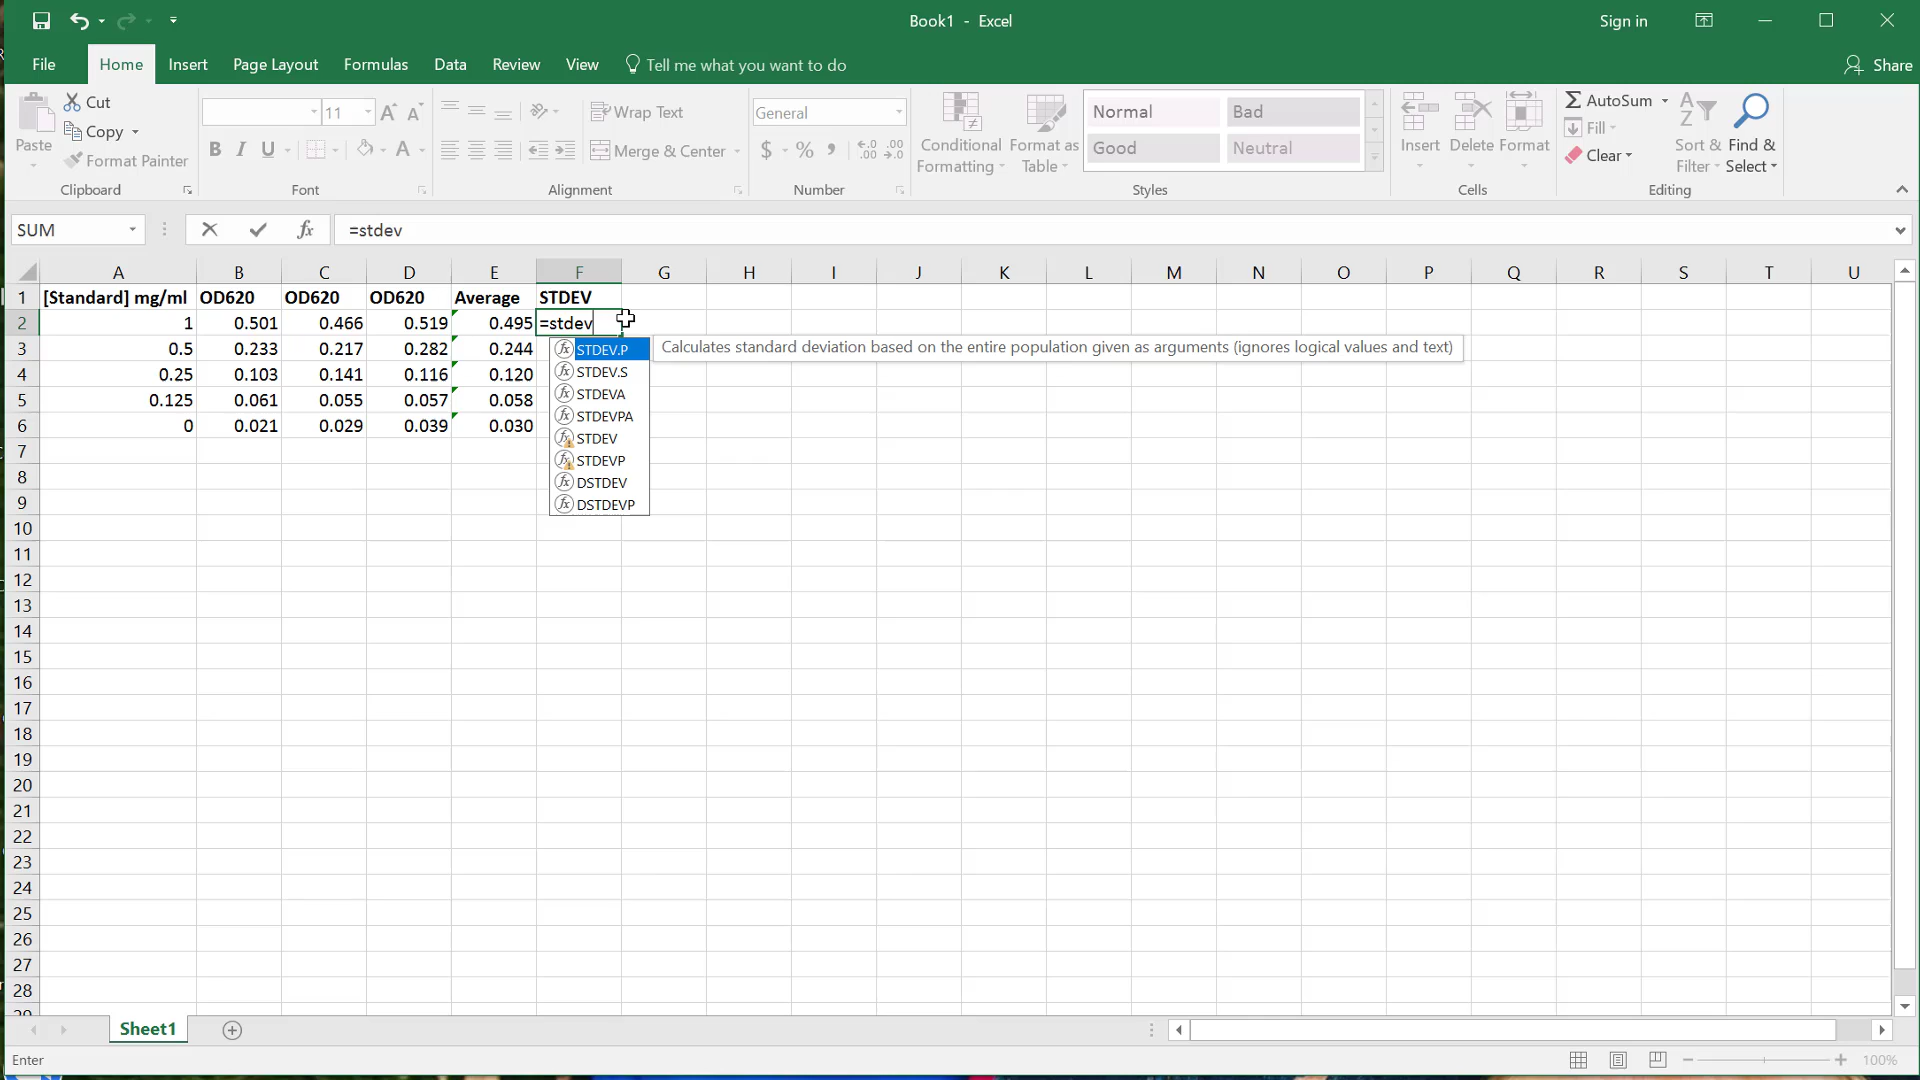 Book1 - Excel
Sign in
File Home Insert Page Layout Formulas Data Review View Tell me what you want to do Share
Cut
Copy
Format Painter
Paste
Clipboard
11
Font
Wrap Text
Merge & Center
Alignment
General
$ % , .00 .00
Number
Conditional Formatting
Format as Table
Normal Bad
Good Neutral
Styles
Insert Delete Format
Cells
AutoSum
Fill
Clear
Sort & Filter
Find & Select
Editing
SUM fx =stdev
A B C D E F G H I J K L M N O P Q R S T U
1 [Standard] mg/ml OD620 OD620 OD620 Average STDEV
2 1 0.501 0.466 0.519 0.495 =stdev
3 0.5 0.233 0.217 0.282 0.244
4 0.25 0.103 0.141 0.116 0.120
5 0.125 0.061 0.055 0.057 0.058
6 0 0.021 0.029 0.039 0.030
STDEV.P Calculates standard deviation based on the entire population given as arguments (ignores logical values and text)
STDEV.S
STDEVA
STDEVPA
STDEV
STDEVP
DSTDEV
DSTDEVP
7
8
9
10
11
12
13
14
15
16
17
18
19
20
21
22
23
24
25
26
27
28
Sheet1
Enter 100%